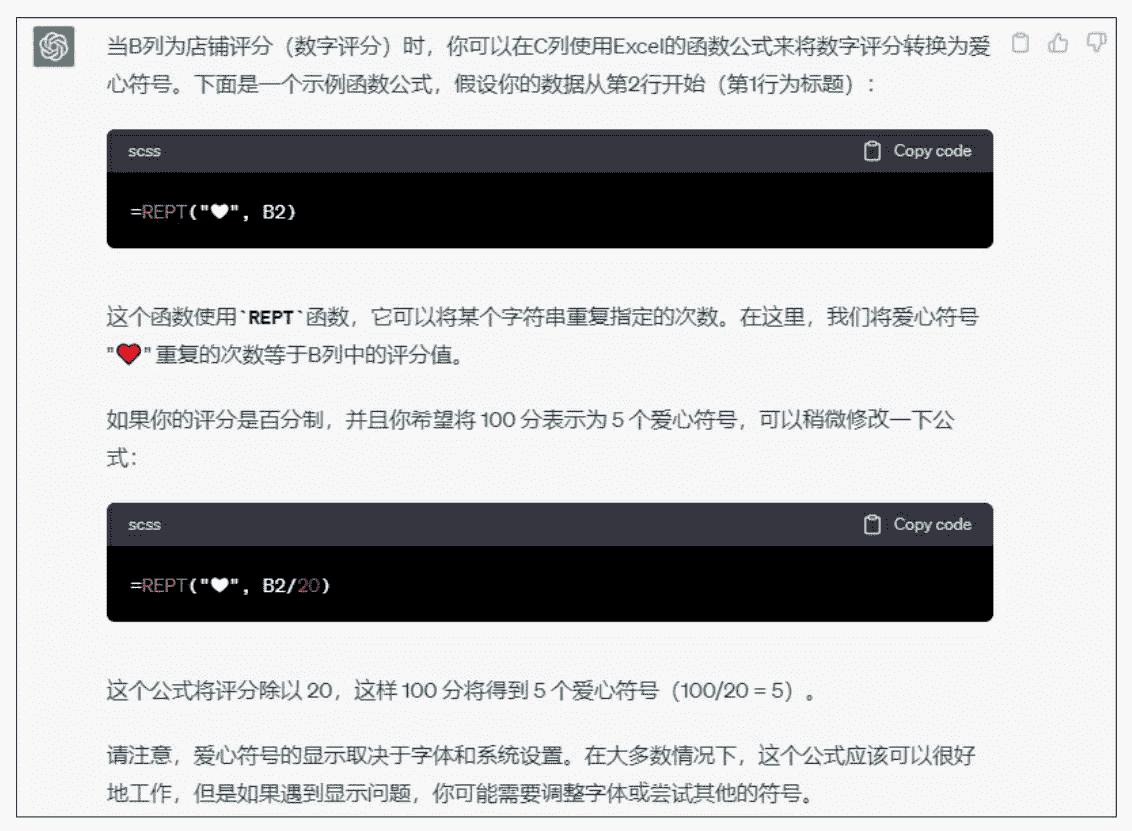 当B列为店铺评分（数字评分）时，你可以在C列使用Excel的函数公式来将数字评分转换为爱
心符号。下面是一个示例函数公式，假设你的数据从第2行开始（第1行为标题）：
scss
Copy code
=REPT("♥", B2)
这个函数使用`REPT`函数，它可以将某个字符串重复指定的次数。在这里，我们将爱心符号
"❤️" 重复的次数等于B列中的评分值。
如果你的评分是百分制，并且你希望将 100 分表示为 5 个爱心符号，可以稍微修改一下公
式：
scss
Copy code
=REPT("♥", B2/20)
这个公式将评分除以 20，这样 100 分将得到 5 个爱心符号（100/20 = 5）。
请注意，爱心符号的显示取决于字体和系统设置。在大多数情况下，这个公式应该可以很好
地工作，但是如果遇到显示问题，你可能需要调整字体或尝试其他的符号。